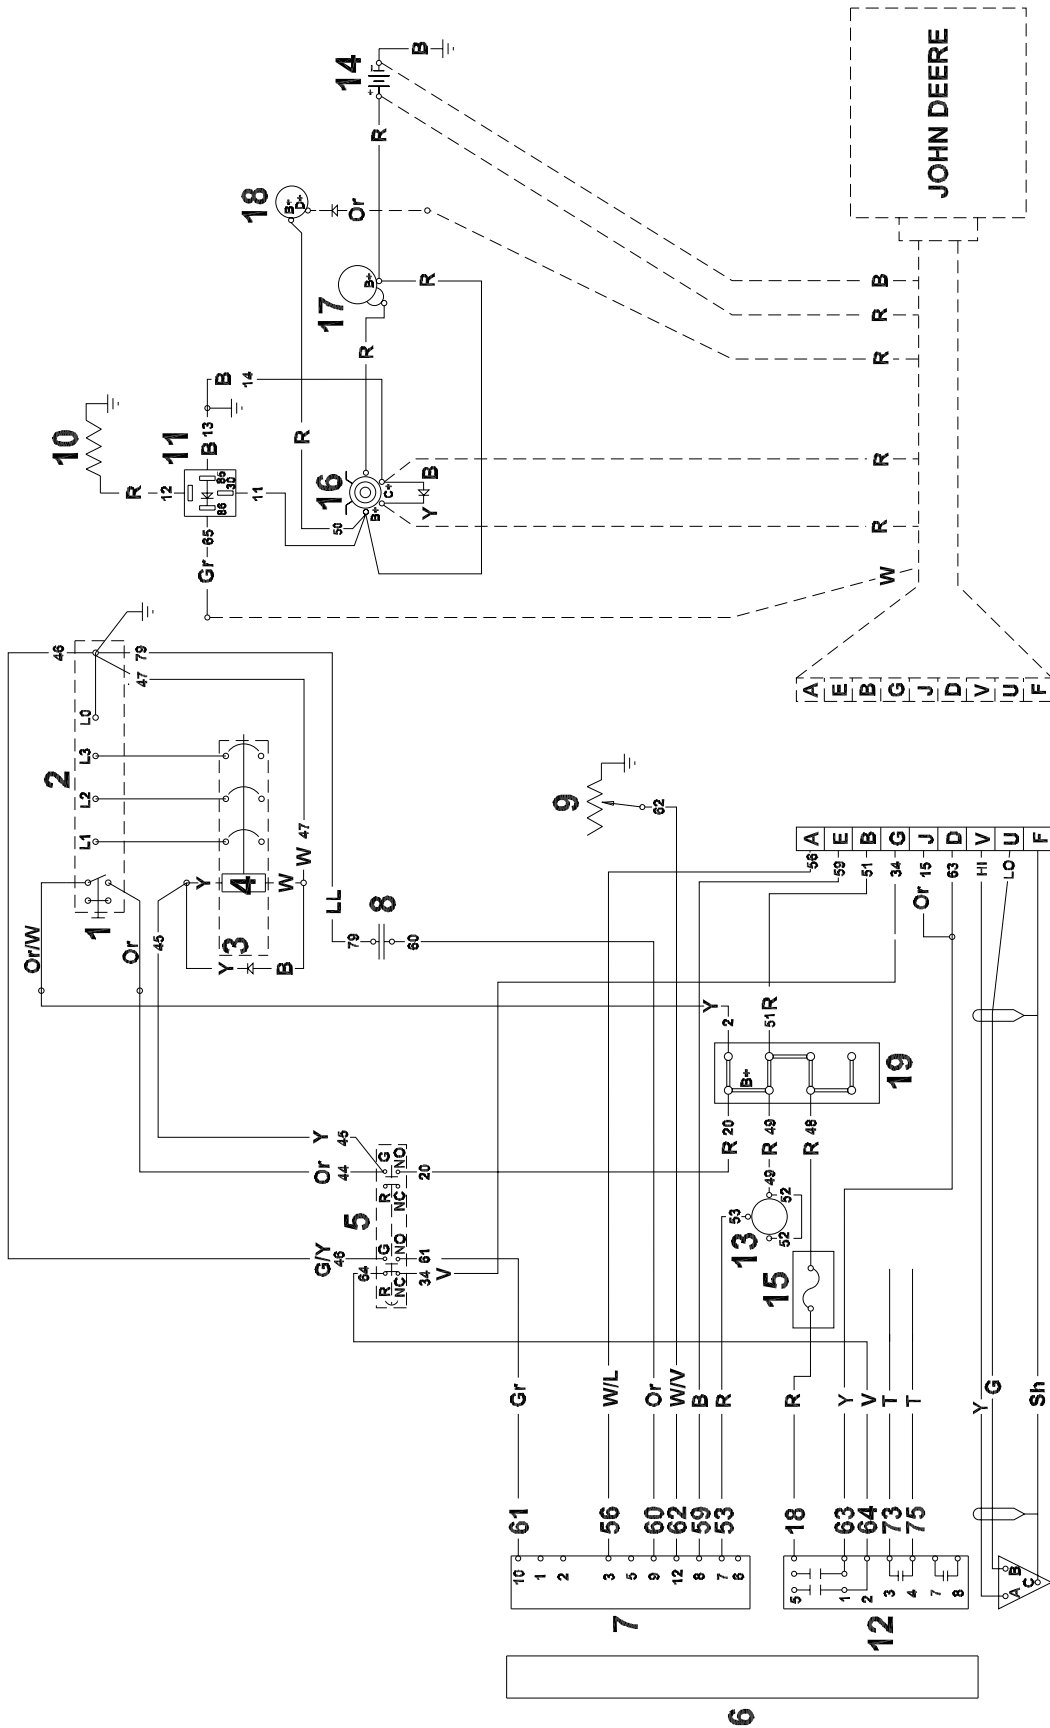 14
B
- +
R
18
B+
D+
Or
17
B+
R
R
JOHN DEERE
B
R
R
10
R
12
11
86
85
30
11
B 13
B
14
Gr 65
R
16
B+
C+
50
Y
B
R
R
W
46
79
47
2
L1
L2
L3
L0
1
Or/W
Or
45
Y
4
3
W
W 47
Y
B
LL
79
8
60
9
62
A
E
B
G
J
D
V
U
F
56
A
59
E
51
B
34
G
Or 15
J
63
D
HI
V
LO
U
F
Y
2
51 R
B+
19
R 20
R 49
R 48
Y
45
Or
44
G
NO
R
NC
20
5
G/Y
46
64
G
NO
R
NC
61
34
V
49
52
53
52
13
15
Gr
W/L
Or
W/V
B
R
R
Y
V
T
T
Y
G
Sh
61
56
60
62
59
53
18
63
64
73
75
10
1
2
3
5
9
12
8
7
6
7
5
1
2
3
4
7
8
12
A
B
C
6